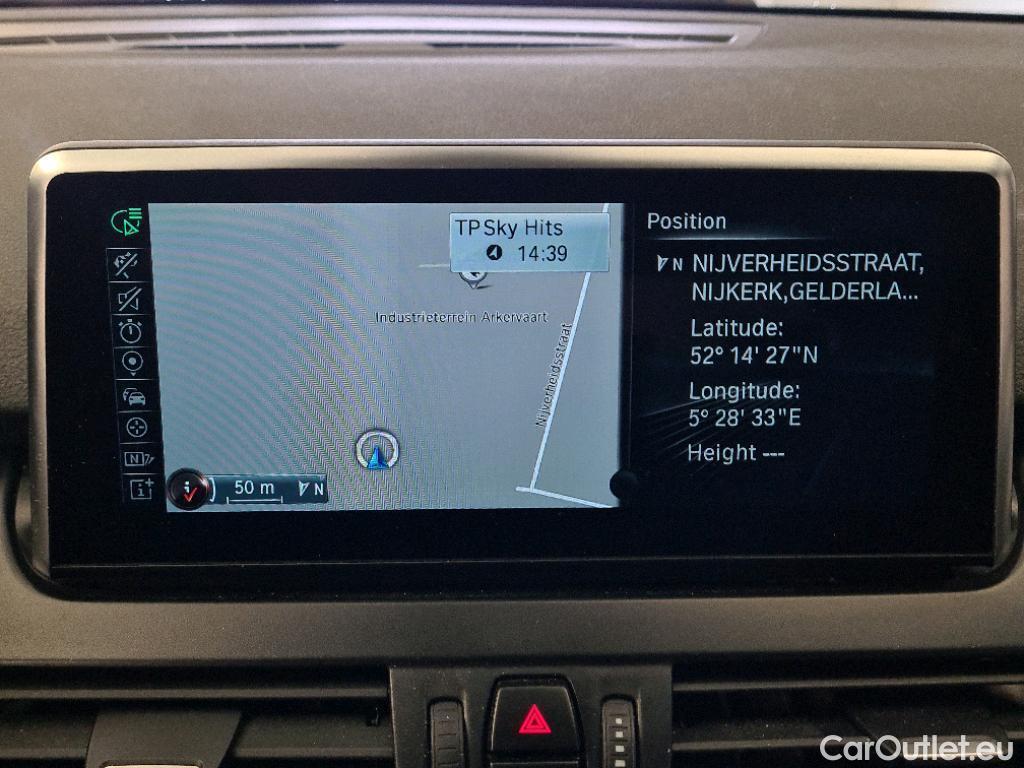 TP Sky Hits
14:39
Industrieterrein Arkervaart
Nijverheidsstraat
50 m
N
Position
N NIJVERHEIDSSTRAAT,
NIJKERK,GELDERLA...
Latitude:
52° 14' 27"N
Longitude:
5° 28' 33"E
Height ---
N
i+
CarOutlet.eu